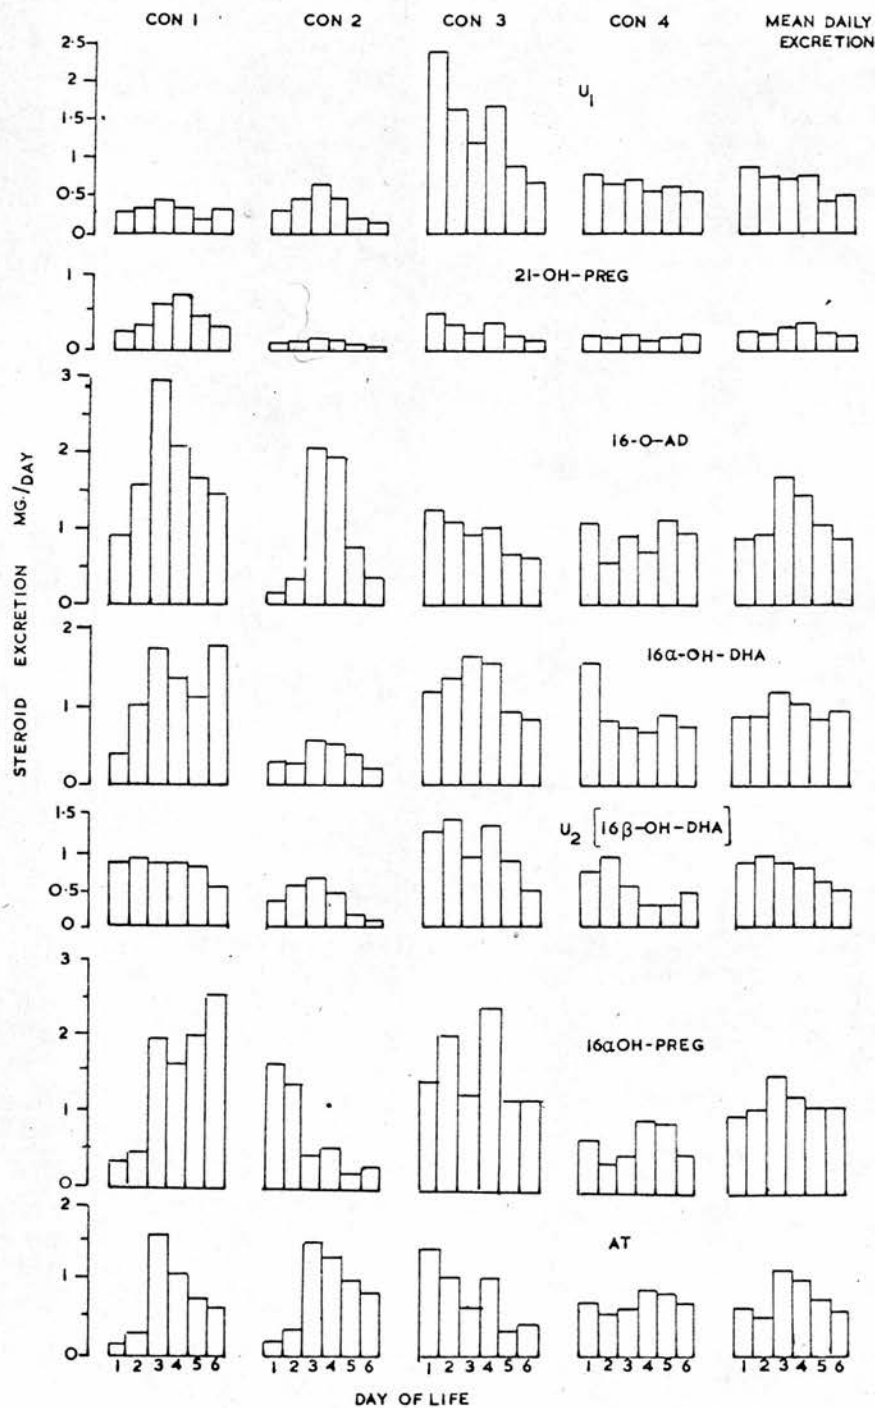 CON 1 CON 2 CON 3 CON 4 MEAN DAILY
EXCRETION
2·5
2
1·5
1
0·5
0
U₁
1
0
21-OH-PREG
3
2
1
0
16-O-AD
2
1
0
16α-OH-DHA
1·5
1
0·5
0
U₂ [16β-OH-DHA]
3
2
1
0
16αOH-PREG
2
1
0
AT
STEROID EXCRETION MG./DAY
1 2 3 4 5 6 1 2 3 4 5 6 1 2 3 4 5 6 1 2 3 4 5 6 1 2 3 4 5 6
DAY OF LIFE